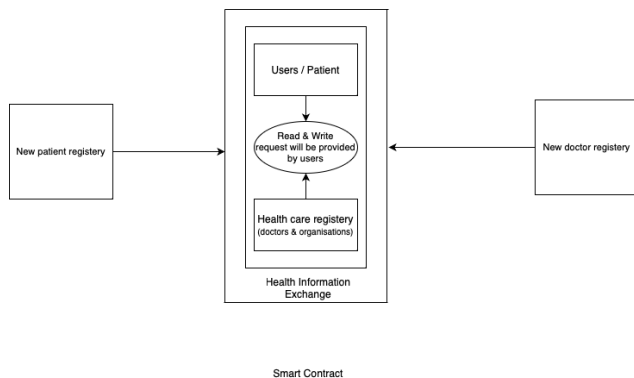 Users / Patient
Read & Write
request will be provided
by users
New patient registery
New doctor registery
Health care registery
(doctors & organisations)
Health Information
Exchange
Smart Contract